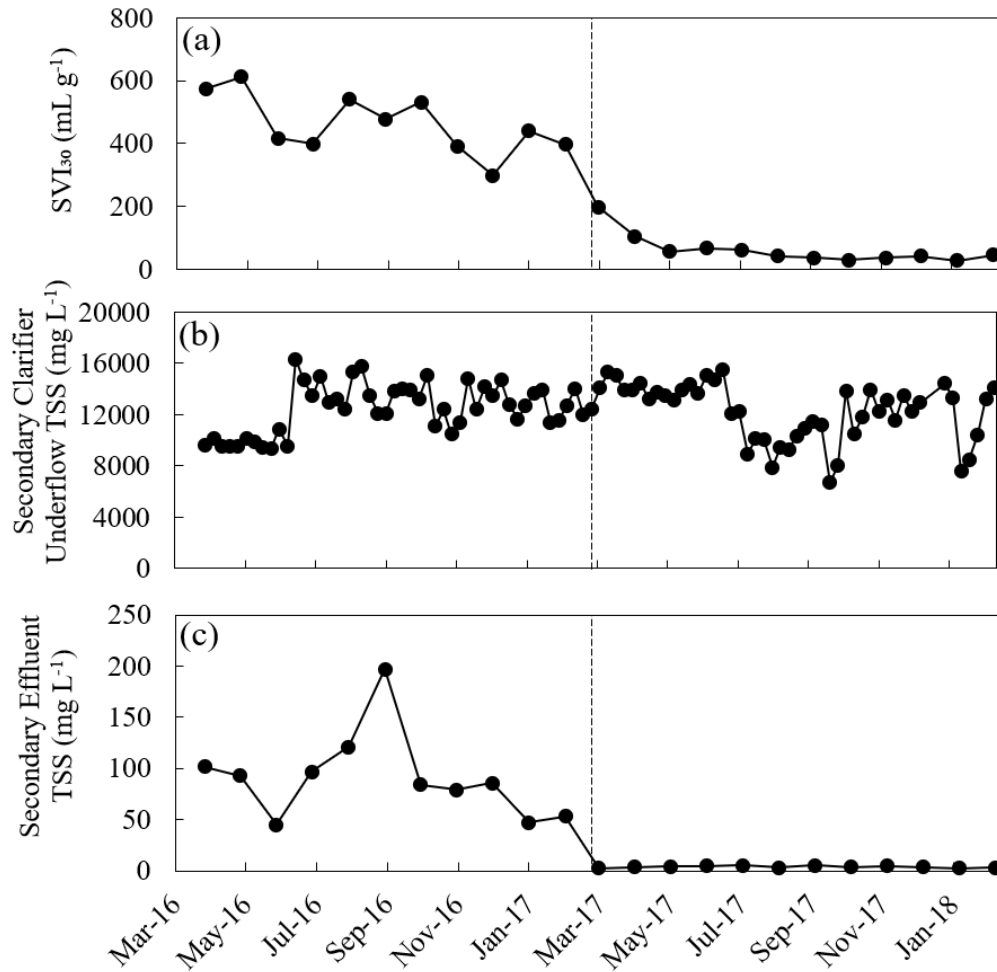 (a)
SVI₃₀ (mL g⁻¹)
800
600
400
200
0
(b)
Secondary Clarifier
Underflow TSS (mg L⁻¹)
20000
16000
12000
8000
4000
0
(c)
Secondary Effluent
TSS (mg L⁻¹)
250
200
150
100
50
0
Mar-16
May-16
Jul-16
Sep-16
Nov-16
Jan-17
Mar-17
May-17
Jul-17
Sep-17
Nov-17
Jan-18